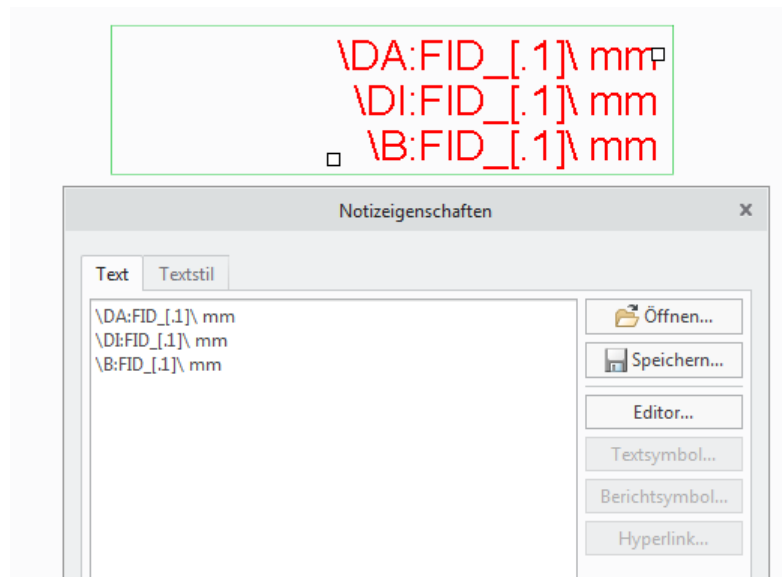 \DA:FID_[.1]\ mm
\DI:FID_[.1]\ mm
\B:FID_[.1]\ mm
Notizeigenschaften
x
Text Textstil
\DA:FID_[.1]\ mm
\DI:FID_[.1]\ mm
\B:FID_[.1]\ mm
Öffnen...
Speichern...
Editor...
Textsymbol...
Berichtsymbol...
Hyperlink...